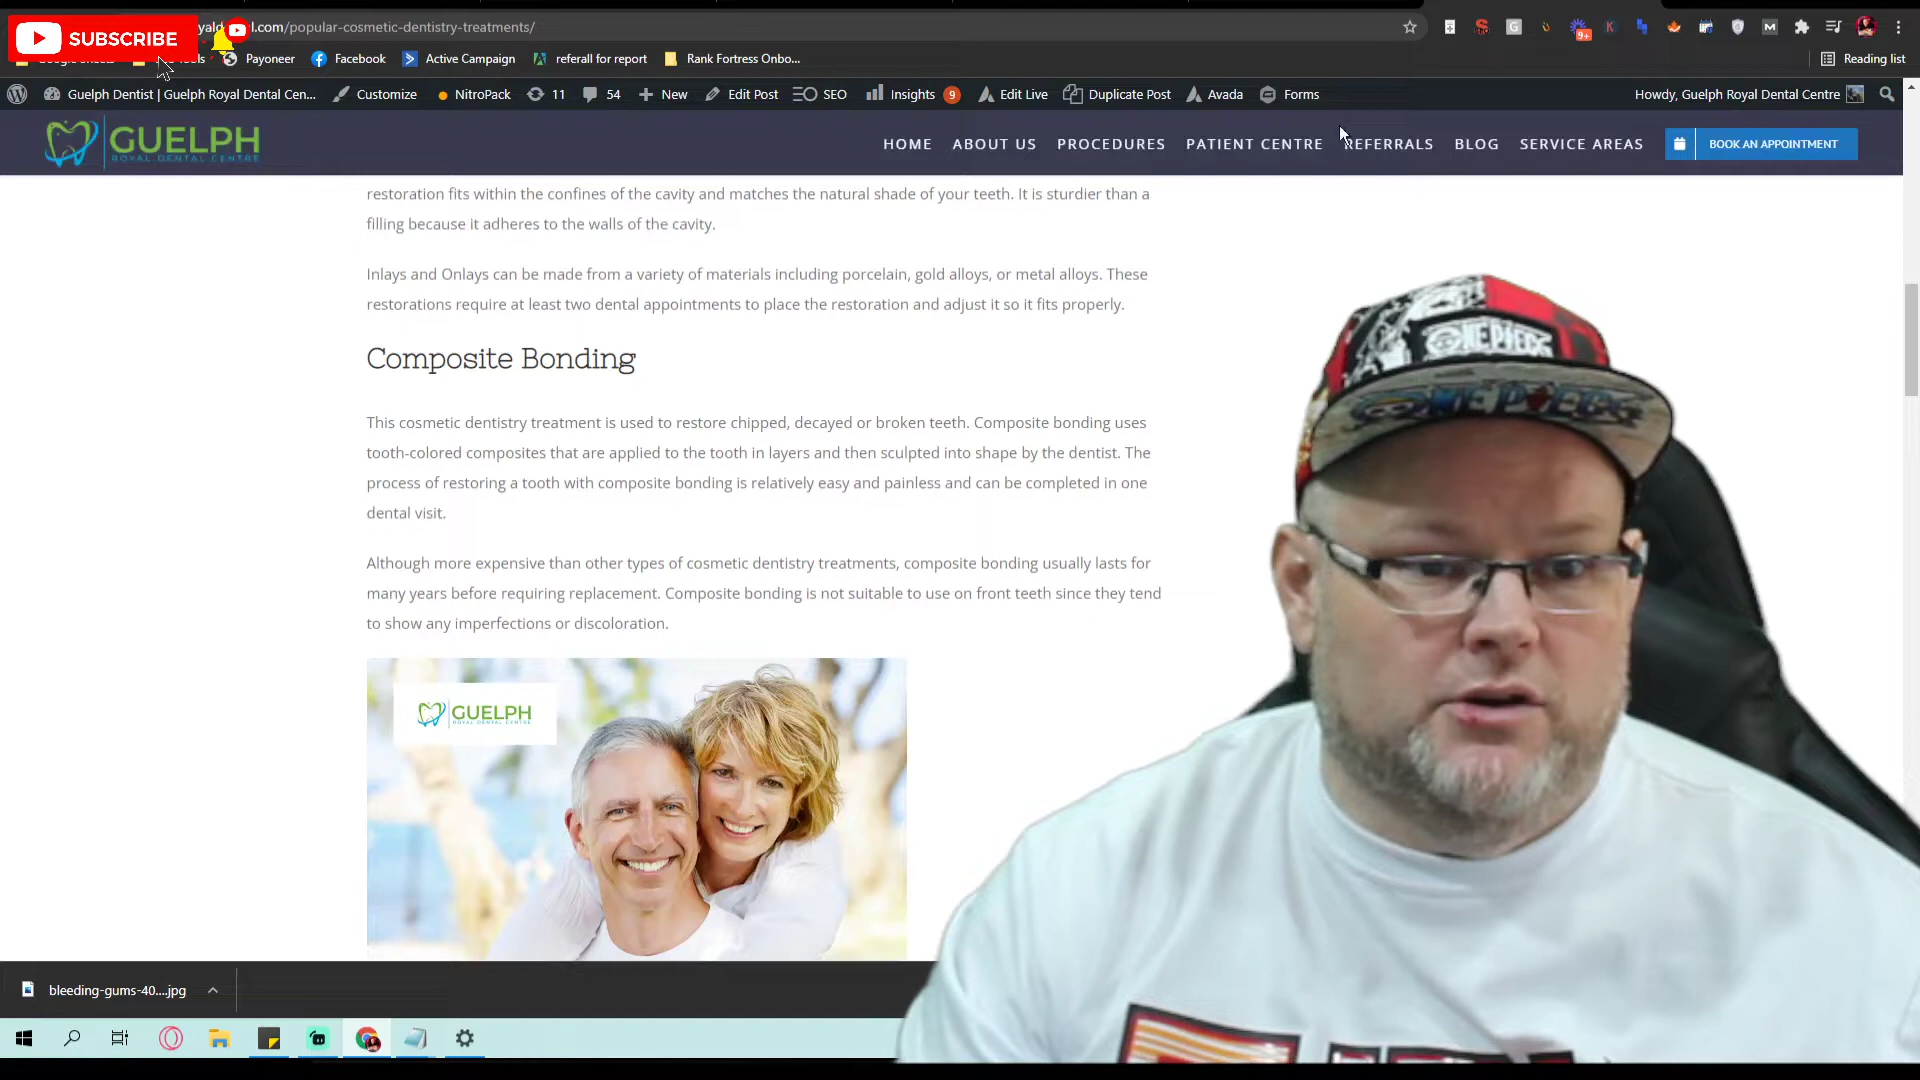 SUBSCRIBE
l.com/popular-cosmetic-dentistry-treatments/
Payoneer
Facebook
Active Campaign
referall for report
Rank Fortress Onbo...
Reading list
Guelph Dentist | Guelph Royal Dental Cen...
Customize
NitroPack
11
54
New
Edit Post
SEO
Insights 9
Edit Live
Duplicate Post
Avada
Forms
Howdy, Guelph Royal Dental Centre
GUELPH
ROYAL DENTAL CENTRE
HOME
ABOUT US
PROCEDURES
PATIENT CENTRE
REFERRALS
BLOG
SERVICE AREAS
BOOK AN APPOINTMENT
restoration fits within the confines of the cavity and matches the natural shade of your teeth. It is sturdier than a
filling because it adheres to the walls of the cavity.
Inlays and Onlays can be made from a variety of materials including porcelain, gold alloys, or metal alloys. These
restorations require at least two dental appointments to place the restoration and adjust it so it fits properly.
Composite Bonding
This cosmetic dentistry treatment is used to restore chipped, decayed or broken teeth. Composite bonding uses
tooth-colored composites that are applied to the tooth in layers and then sculpted into shape by the dentist. The
process of restoring a tooth with composite bonding is relatively easy and painless and can be completed in one
dental visit.
Although more expensive than other types of cosmetic dentistry treatments, composite bonding usually lasts for
many years before requiring replacement. Composite bonding is not suitable to use on front teeth since they tend
to show any imperfections or discoloration.
GUELPH
ROYAL DENTAL CENTRE
ONE PIECE
ONE PIECE
bleeding-gums-40....jpg